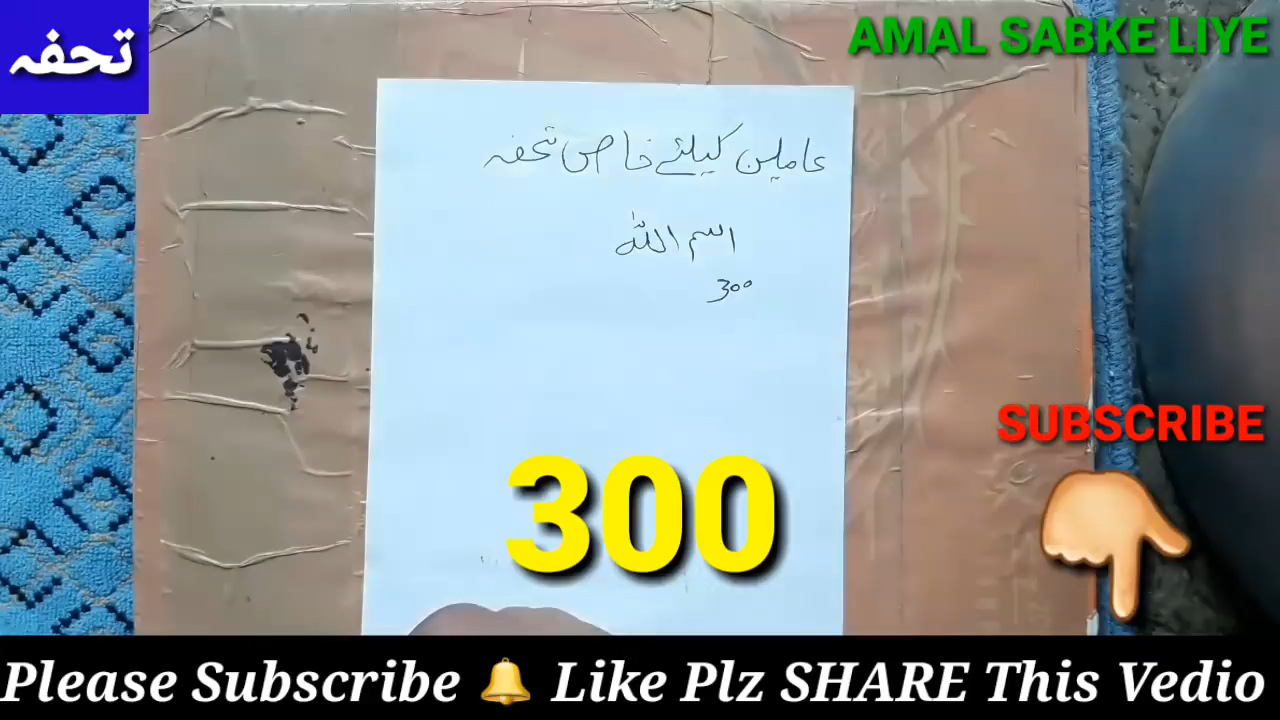 تحفہ
AMAL SABKE LIYE
عاملین کیلئے خاص تحفہ
اسم اللہ
300
SUBSCRIBE
300
Please Subscribe 🔔 Like Plz SHARE This Vedio